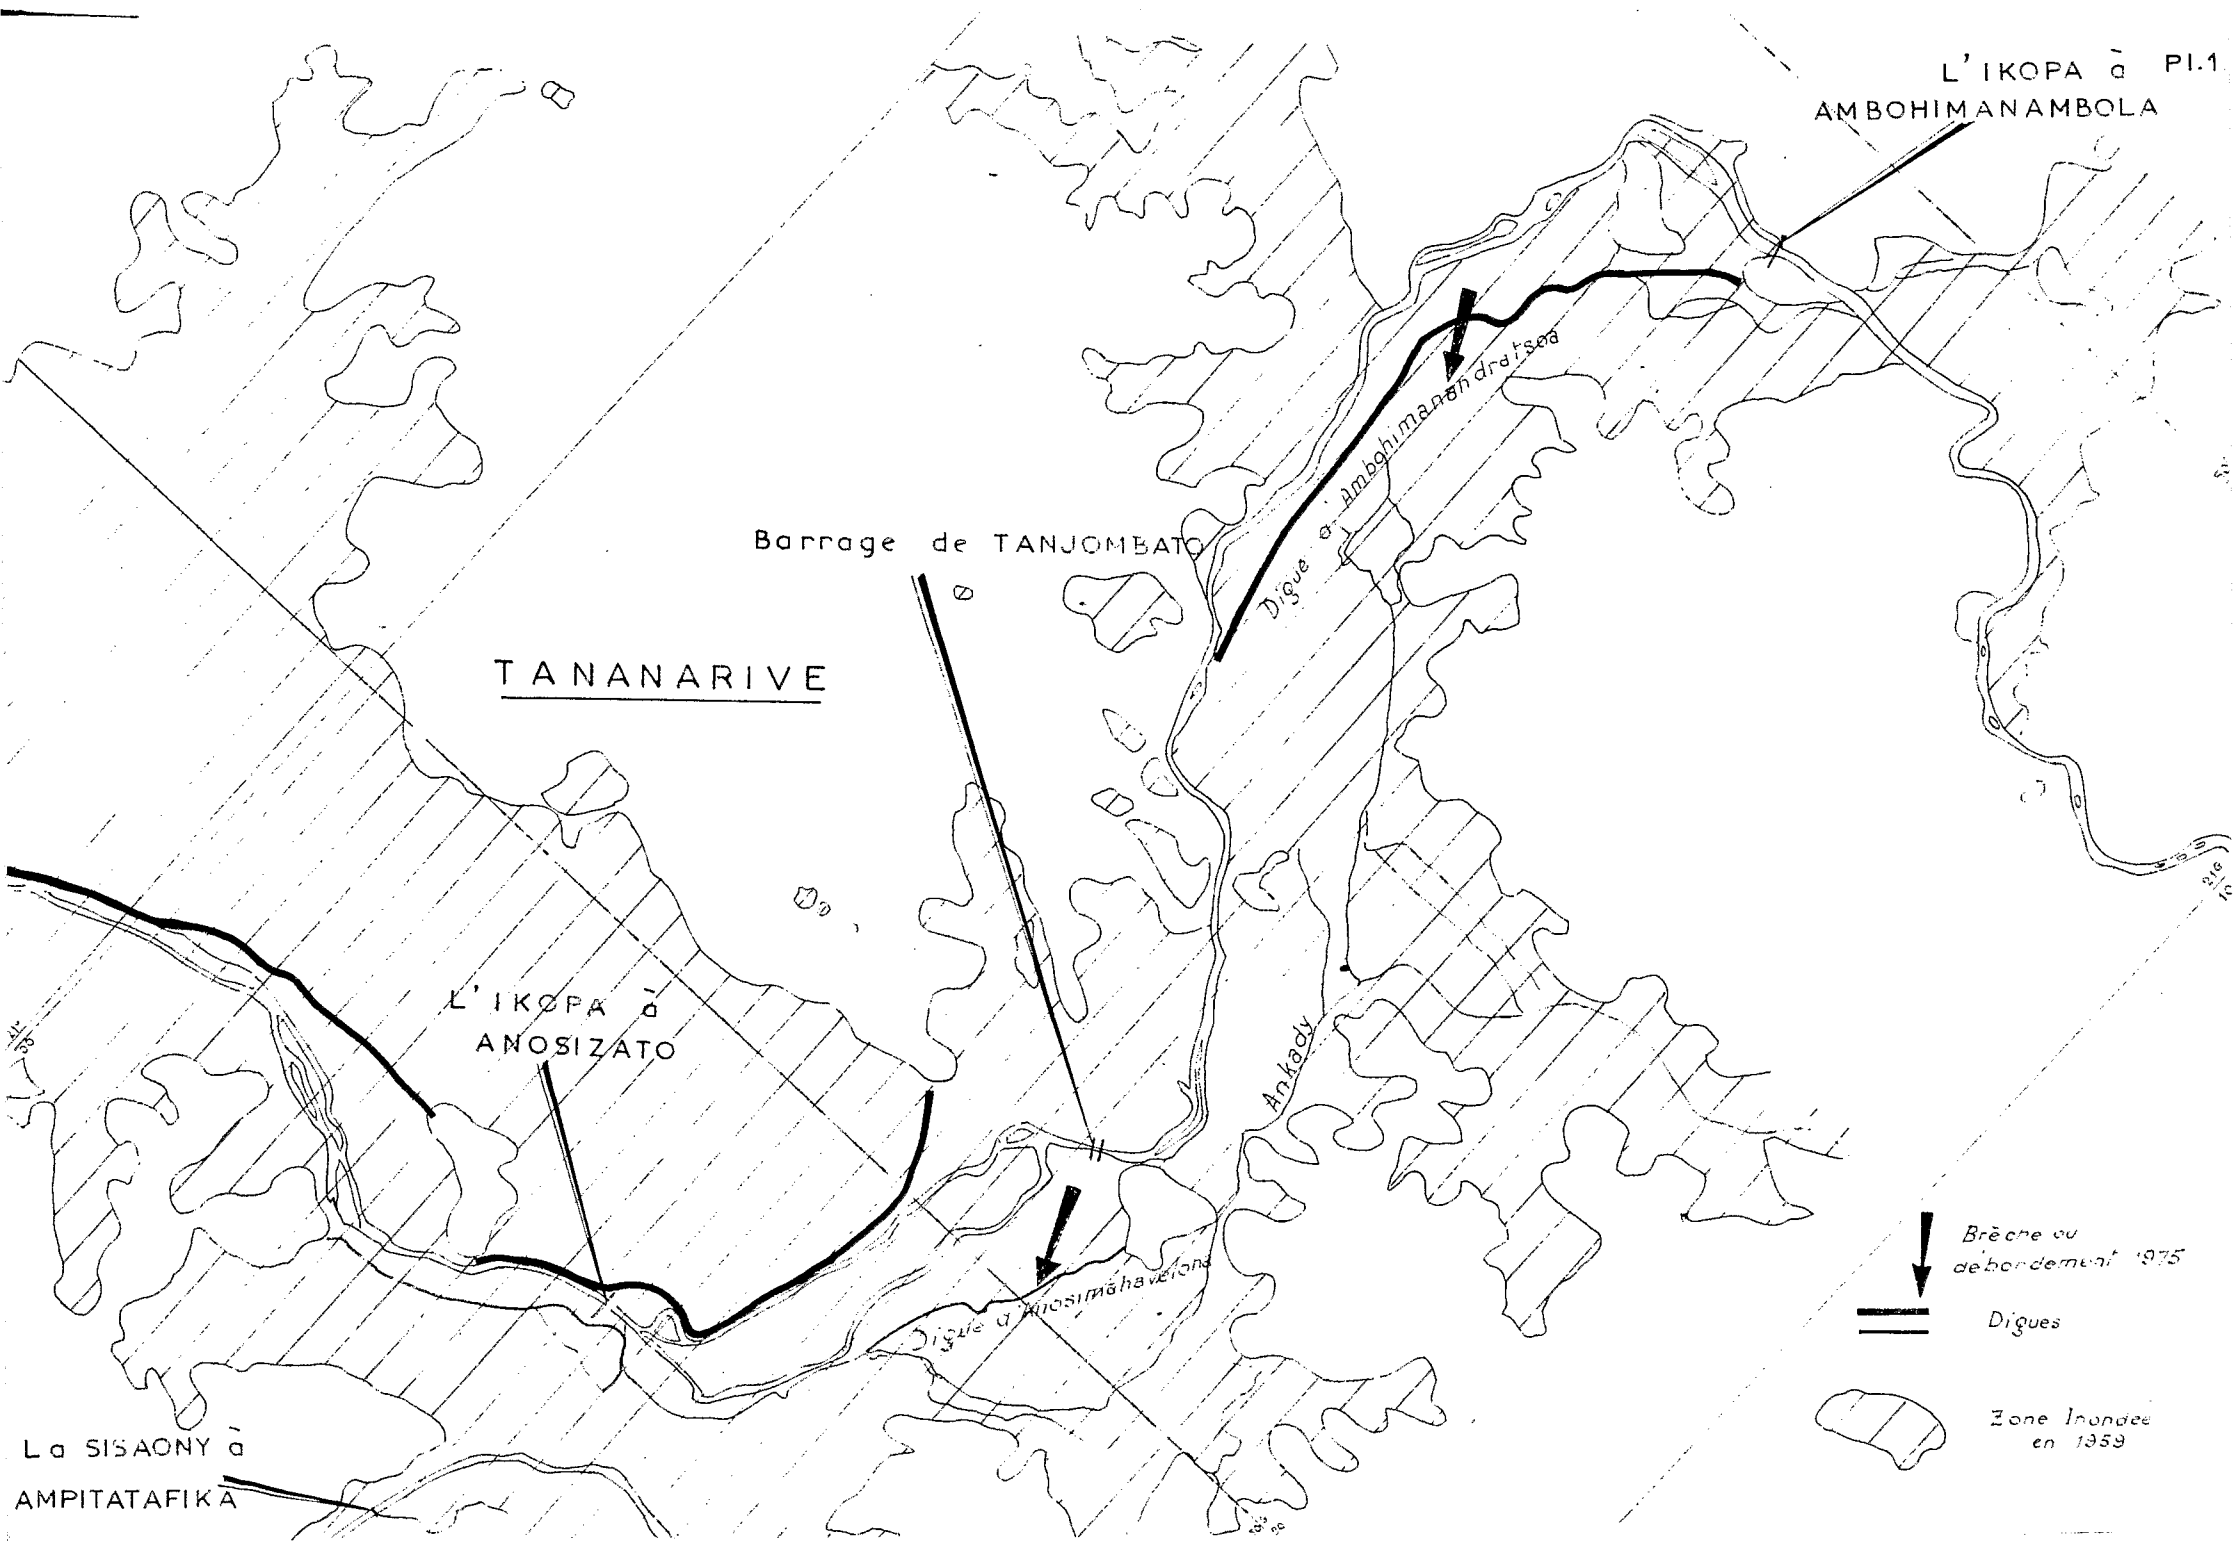 L'IKOPA à
PI.1
AMBOHIMANAMBOLA
Digue à Ambohimanandratsoa
Barrage de TANJOMBATO
TANANARIVE
L'IKOPA à
ANOSIZATO
Ankady
Digue d'Anosimahavelona
Brèche ou
débordement 1975
Digues
Zone Inondée
en 1959
La SISAONY à
AMPITATAFIKA